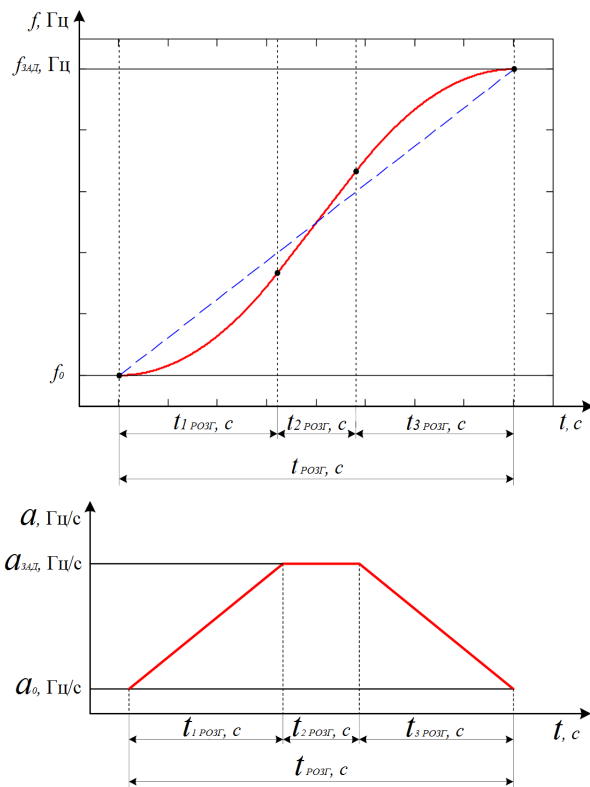 f, Гц
fЗАД, Гц
f0
t1 РОЗГ, с t2 РОЗГ, с t3 РОЗГ, с t, с
tРОЗГ, с
a, Гц/с
aЗАД, Гц/с
a0, Гц/с
t1 РОЗГ, с t2 РОЗГ, с t3 РОЗГ, с t, с
tРОЗГ, с